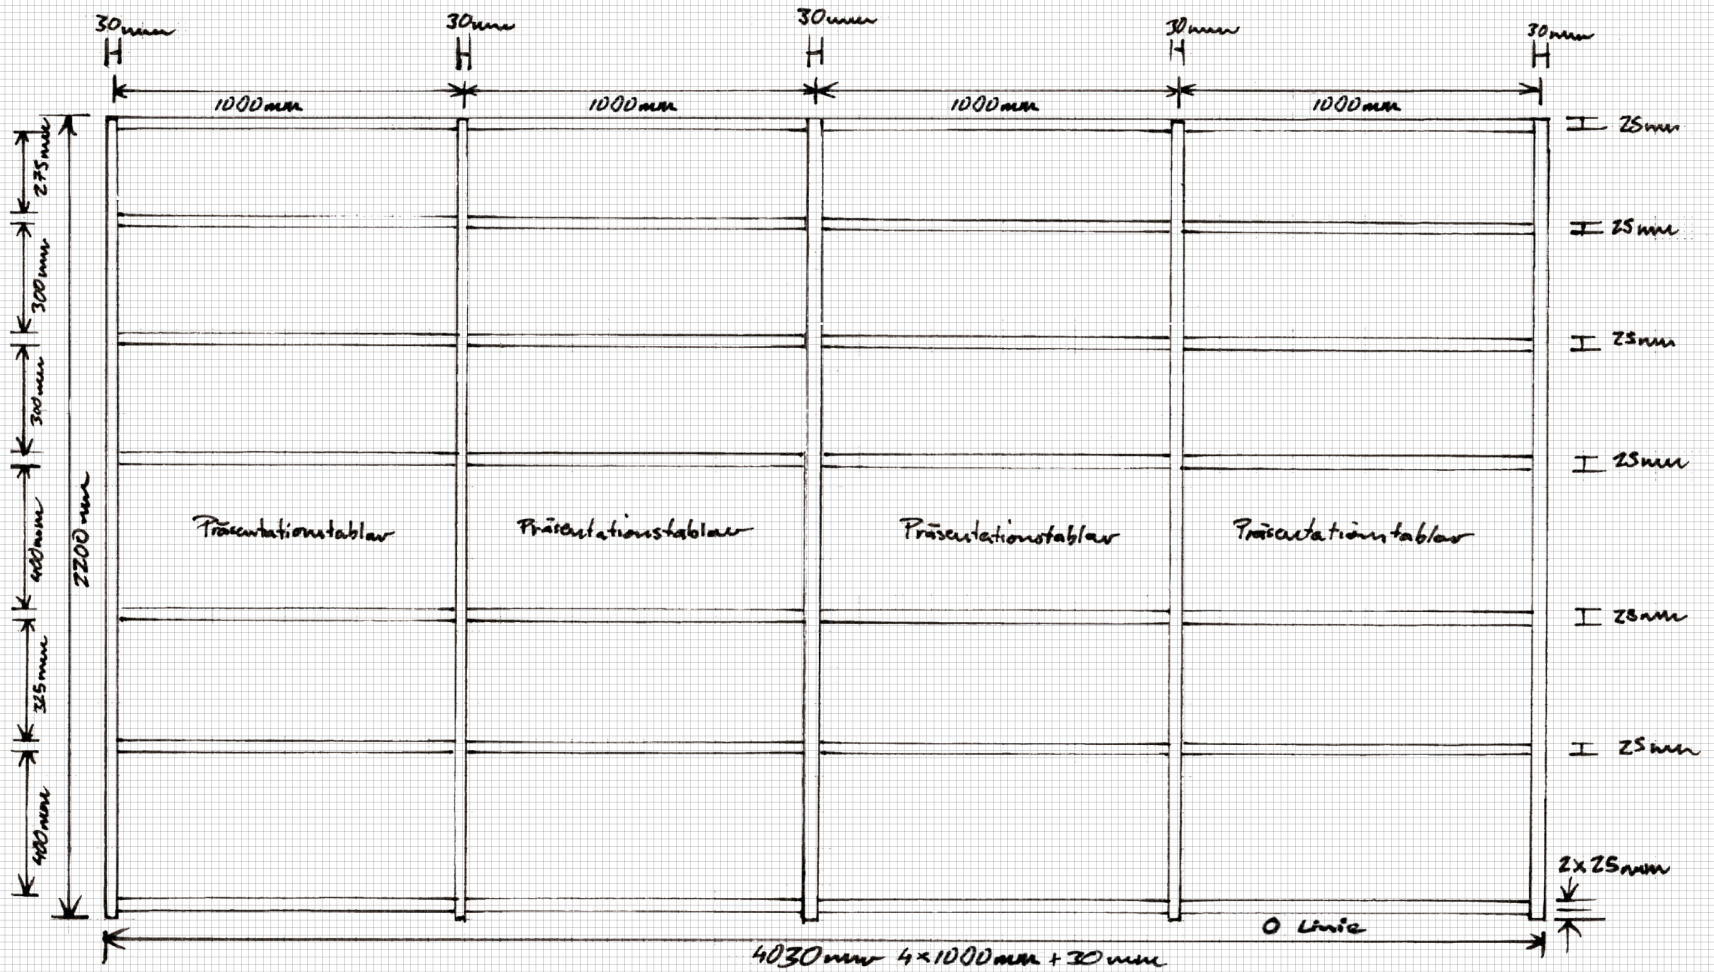 30mm 30mm 30mm 30mm 30mm
1000mm 1000mm 1000mm 1000mm
25mm
275mm
25mm
300mm
25mm
300mm
25mm
400mm
2200mm
Präsentationstablar Präsentationstablar Präsentationstablar Präsentationstablar
25mm
325mm
25mm
400mm
2x25mm
0 Linie
4030mm 4x1000mm + 30mm